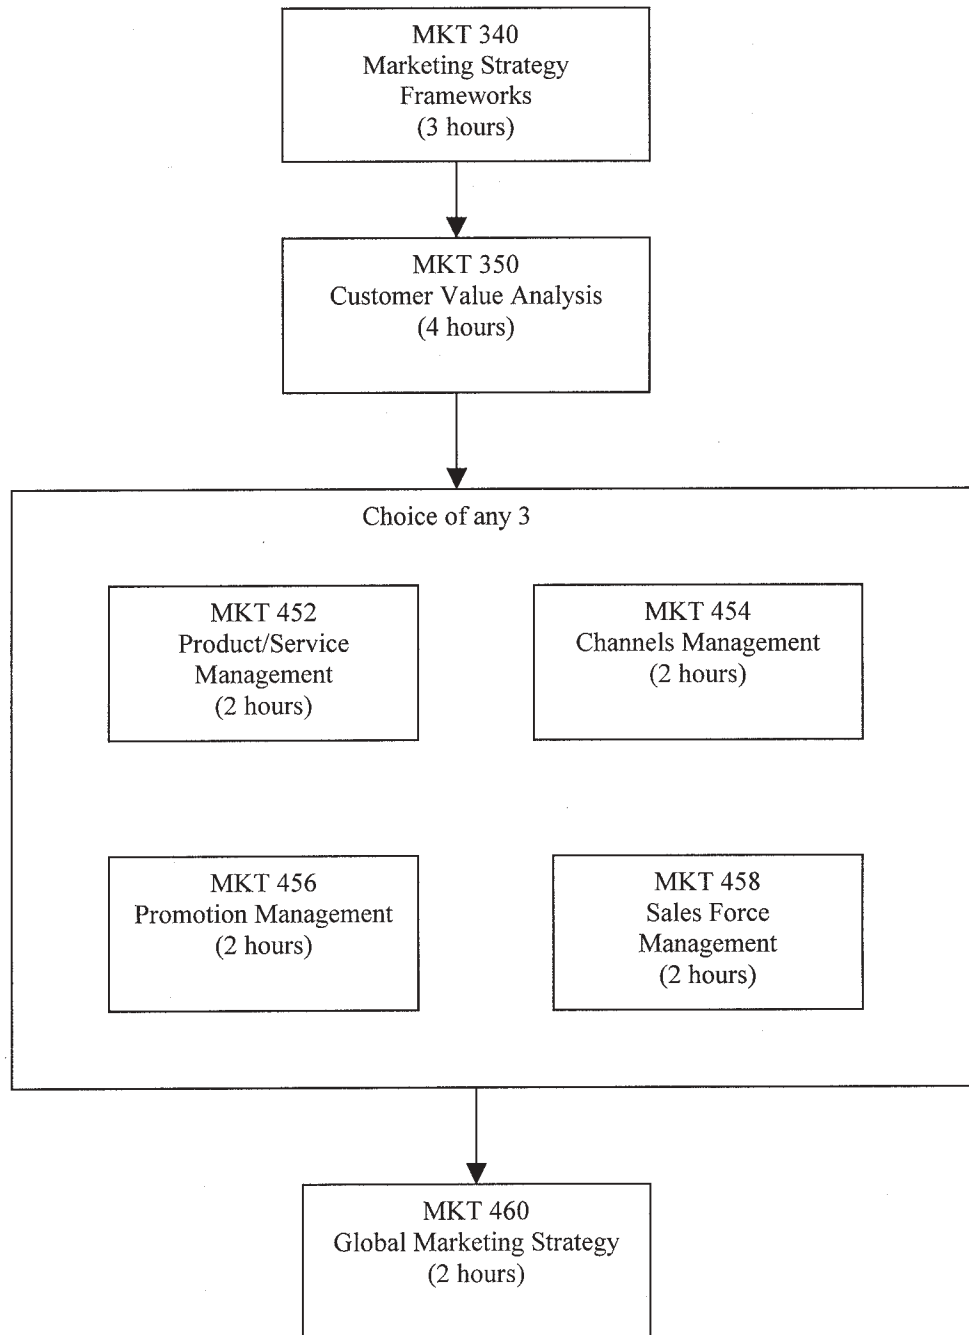 MKT 340
Marketing Strategy
Frameworks
(3 hours)
MKT 350
Customer Value Analysis
(4 hours)
Choice of any 3
MKT 452
Product/Service
Management
(2 hours)
MKT 454
Channels Management
(2 hours)
MKT 456
Promotion Management
(2 hours)
MKT 458
Sales Force
Management
(2 hours)
MKT 460
Global Marketing Strategy
(2 hours)